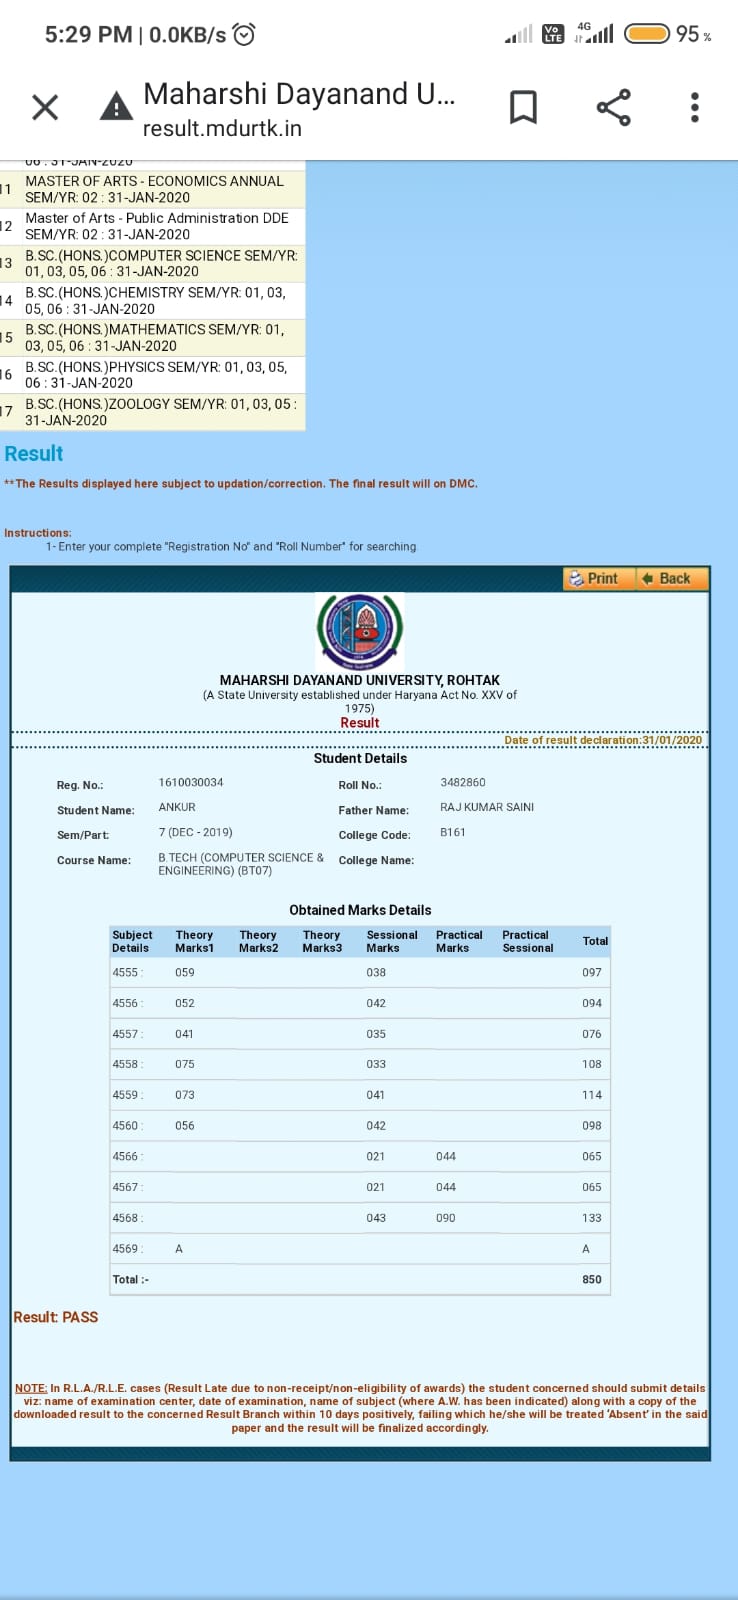 5:29 PM | 0.0KB/s
Vo LTE 4G 95 %
Maharshi Dayanand U...
result.mdurtk.in
06 : 31-JAN-2020
11 MASTER OF ARTS - ECONOMICS ANNUAL
SEM/YR: 02 : 31-JAN-2020
12 Master of Arts - Public Administration DDE
SEM/YR: 02 : 31-JAN-2020
13 B.SC.(HONS.)COMPUTER SCIENCE SEM/YR:
01, 03, 05, 06 : 31-JAN-2020
14 B.SC.(HONS.)CHEMISTRY SEM/YR: 01, 03,
05, 06 : 31-JAN-2020
15 B.SC.(HONS.)MATHEMATICS SEM/YR: 01,
03, 05, 06 : 31-JAN-2020
16 B.SC.(HONS.)PHYSICS SEM/YR: 01, 03, 05,
06 : 31-JAN-2020
17 B.SC.(HONS.)ZOOLOGY SEM/YR: 01, 03, 05 :
31-JAN-2020
Result
**The Results displayed here subject to updation/correction. The final result will on DMC.
Instructions:
1- Enter your complete "Registration No" and "Roll Number" for searching
Print Back
MAHARSHI DAYANAND UNIVERSITY, ROHTAK
(A State University established under Haryana Act No. XXV of
1975)
Result
Date of result declaration:31/01/2020
Student Details
Reg. No.: 1610030034 Roll No.: 3482860
Student Name: ANKUR Father Name: RAJ KUMAR SAINI
Sem/Part: 7 (DEC - 2019) College Code: B161
Course Name: B.TECH (COMPUTER SCIENCE & College Name:
ENGINEERING) (BT07)
Obtained Marks Details
Subject Theory Theory Theory Sessional Practical Practical Total
Details Marks1 Marks2 Marks3 Marks Marks Sessional
4555 : 059 038 097
4556 : 052 042 094
4557 : 041 035 076
4558 : 075 033 108
4559 : 073 041 114
4560 : 056 042 098
4566 : 021 044 065
4567 : 021 044 065
4568 : 043 090 133
4569 : A A
Total :- 850
Result: PASS
NOTE: In R.L.A./R.L.E. cases (Result Late due to non-receipt/non-eligibility of awards) the student concerned should submit details
viz: name of examination center, date of examination, name of subject (where A.W. has been indicated) along with a copy of the
downloaded result to the concerned Result Branch within 10 days positively, failing which he/she will be treated 'Absent' in the said
paper and the result will be finalized accordingly.